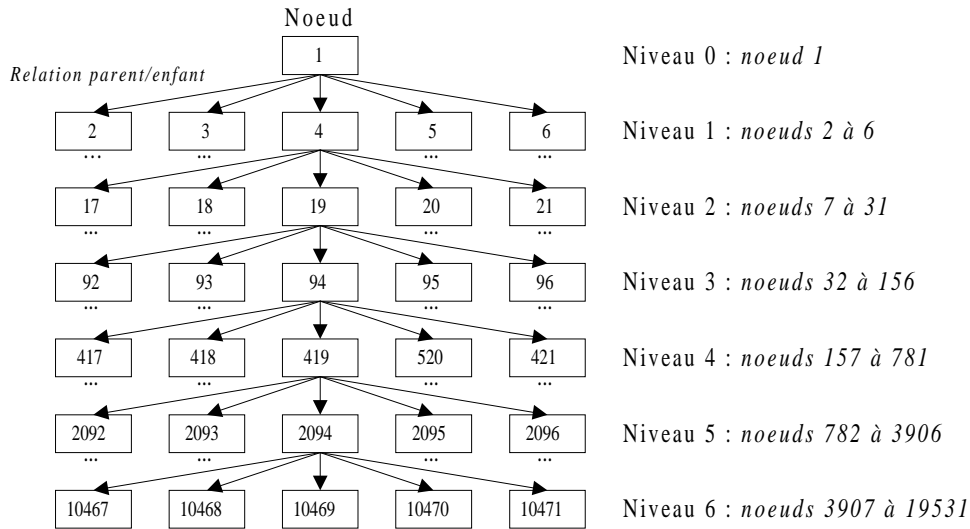 Noeud
1
Niveau 0 : noeud 1
Relation parent/enfant
2 3 4 5 6
Niveau 1 : noeuds 2 à 6
... ... ... ...
17 18 19 20 21
Niveau 2 : noeuds 7 à 31
... ... ... ...
92 93 94 95 96
Niveau 3 : noeuds 32 à 156
... ... ... ...
417 418 419 520 421
Niveau 4 : noeuds 157 à 781
... ... ... ...
2092 2093 2094 2095 2096
Niveau 5 : noeuds 782 à 3906
... ... ... ...
10467 10468 10469 10470 10471
Niveau 6 : noeuds 3907 à 19531